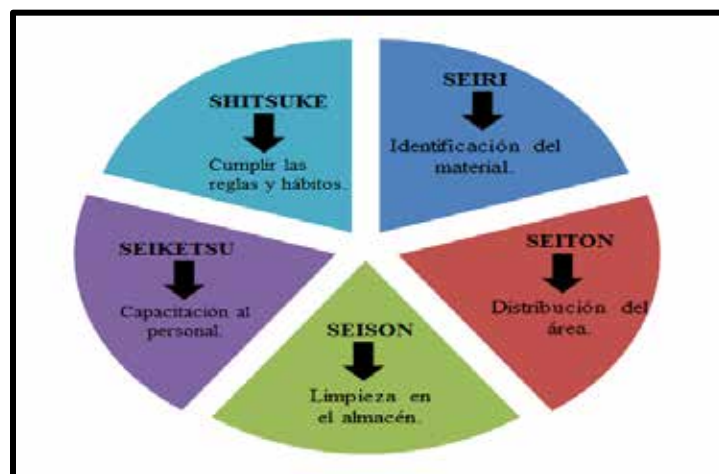 SEIRI
Identificación del
material.
SEITON
Distribución del
área.
SEISON
Limpieza en
el almacén.
SEIKETSU
Capacitación al
personal.
SHITSUKE
Cumplir las
reglas y hábitos.